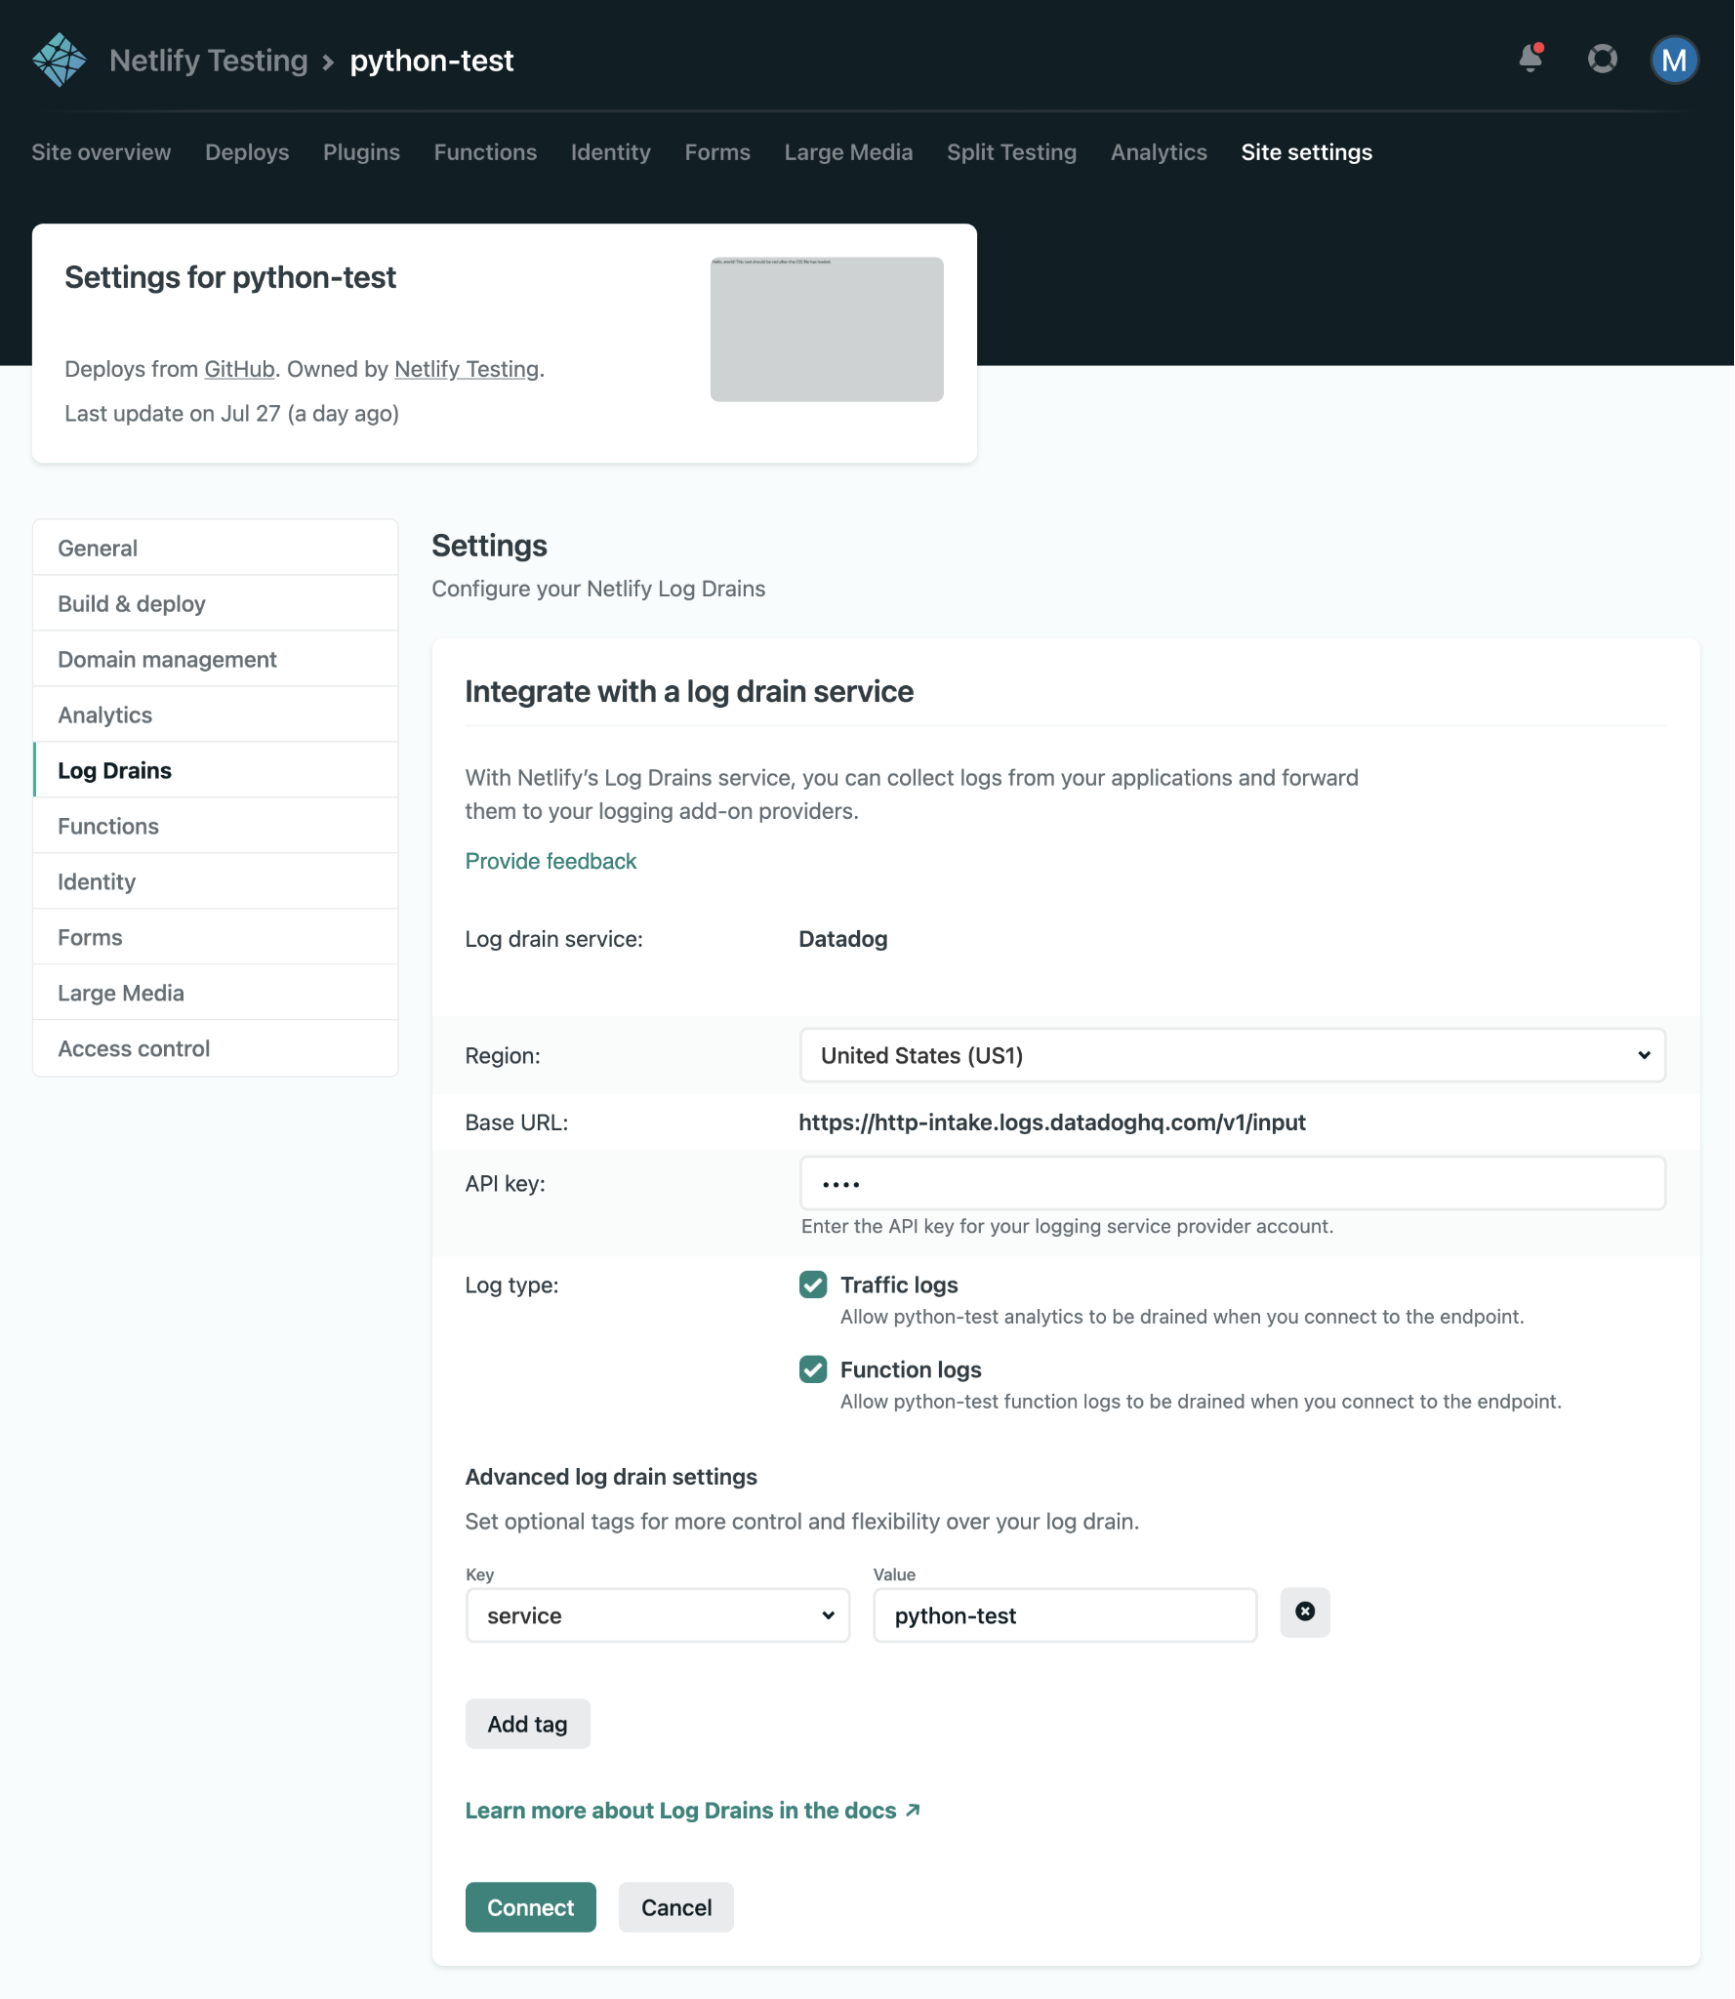 Netlify Testing › python-test
M
Site overview Deploys Plugins Functions Identity Forms Large Media Split Testing Analytics Site settings
Settings for python-test
Deploys from GitHub. Owned by Netlify Testing.
Last update on Jul 27 (a day ago)
General
Build & deploy
Domain management
Analytics
Log Drains
Functions
Identity
Forms
Large Media
Access control
Settings
Configure your Netlify Log Drains
Integrate with a log drain service
With Netlify’s Log Drains service, you can collect logs from your applications and forward
them to your logging add-on providers.
Provide feedback
Log drain service: Datadog
Region: United States (US1)
Base URL: https://http-intake.logs.datadoghq.com/v1/input
API key: ••••
Enter the API key for your logging service provider account.
Log type: Traffic logs
Allow python-test analytics to be drained when you connect to the endpoint.
Function logs
Allow python-test function logs to be drained when you connect to the endpoint.
Advanced log drain settings
Set optional tags for more control and flexibility over your log drain.
Key Value
service python-test
Add tag
Learn more about Log Drains in the docs ↗
Connect Cancel